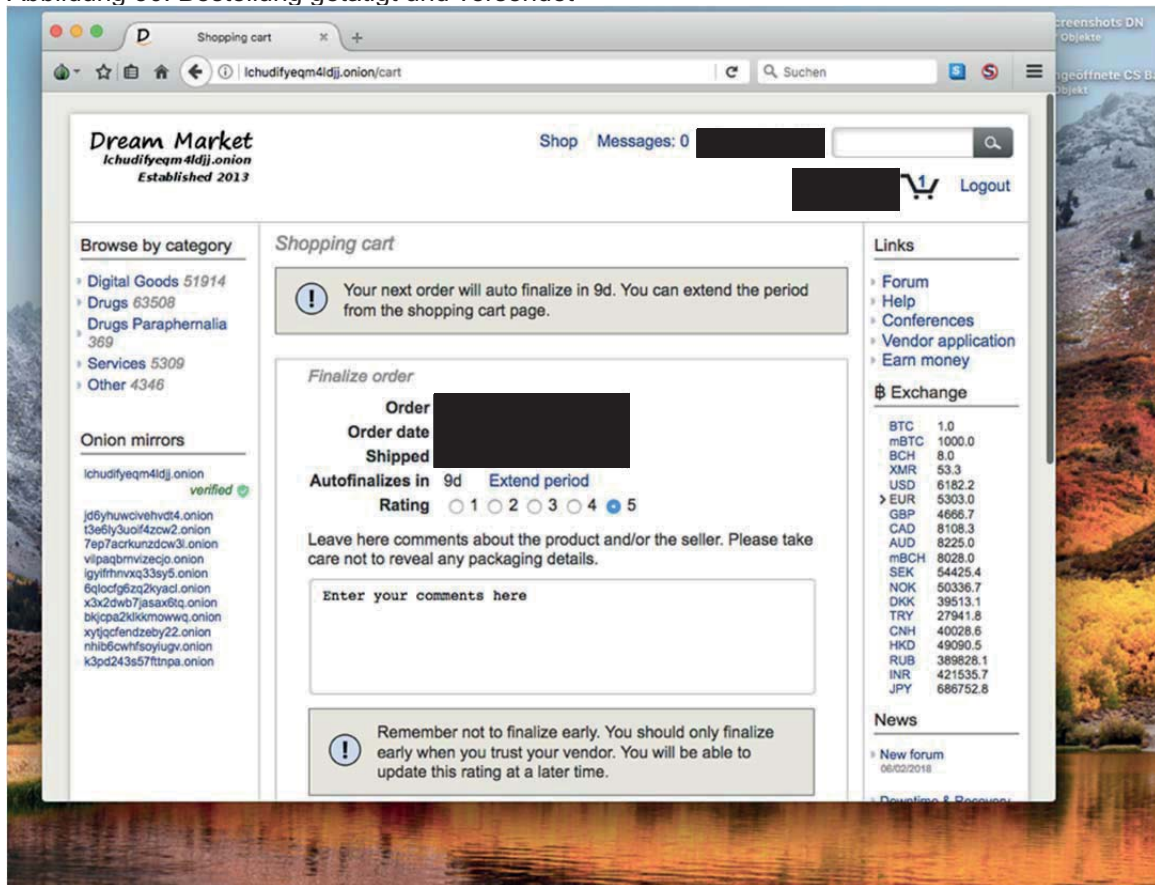 Shopping cart
lchudifyeqm4ldjj.onion/cart
Suchen
Dream Market
lchudifyeqm4ldjj.onion
Established 2013
Shop Messages: 0
1 Logout
Browse by category
Digital Goods 51914
Drugs 63508
Drugs Paraphernalia
369
Services 5309
Other 4346
Onion mirrors
lchudifyeqm4ldjj.onion
verified
jd6yhuwcivehvdt4.onion
t3e6ly3uoif4zcw2.onion
7ep7acrkunzdcw3l.onion
vilpaqbrnvizecjo.onion
igyifrhnvxq33sy5.onion
6qlocfg6zq2kyacl.onion
x3x2dwb7jasax6tq.onion
bkjcpa2klkkmowwq.onion
xytjqcfendzeby22.onion
nhib6cwhfsoyiugv.onion
k3pd243s57fttnpa.onion
Shopping cart
Your next order will auto finalize in 9d. You can extend the period
from the shopping cart page.
Finalize order
Order
Order date
Shipped
Autofinalizes in 9d Extend period
Rating 1 2 3 4 5
Leave here comments about the product and/or the seller. Please take
care not to reveal any packaging details.
Enter your comments here
Remember not to finalize early. You should only finalize
early when you trust your vendor. You will be able to
update this rating at a later time.
Links
Forum
Help
Conferences
Vendor application
Earn money
Exchange
BTC 1.0
mBTC 1000.0
BCH 8.0
XMR 53.3
USD 6182.2
EUR 5303.0
GBP 4666.7
CAD 8108.3
AUD 8225.0
mBCH 8028.0
SEK 54425.4
NOK 50336.7
DKK 39513.1
TRY 27941.8
CNH 40028.6
HKD 49090.5
RUB 389828.1
INR 421535.7
JPY 686752.8
News
New forum
06/02/2018
Downtime & Recovery